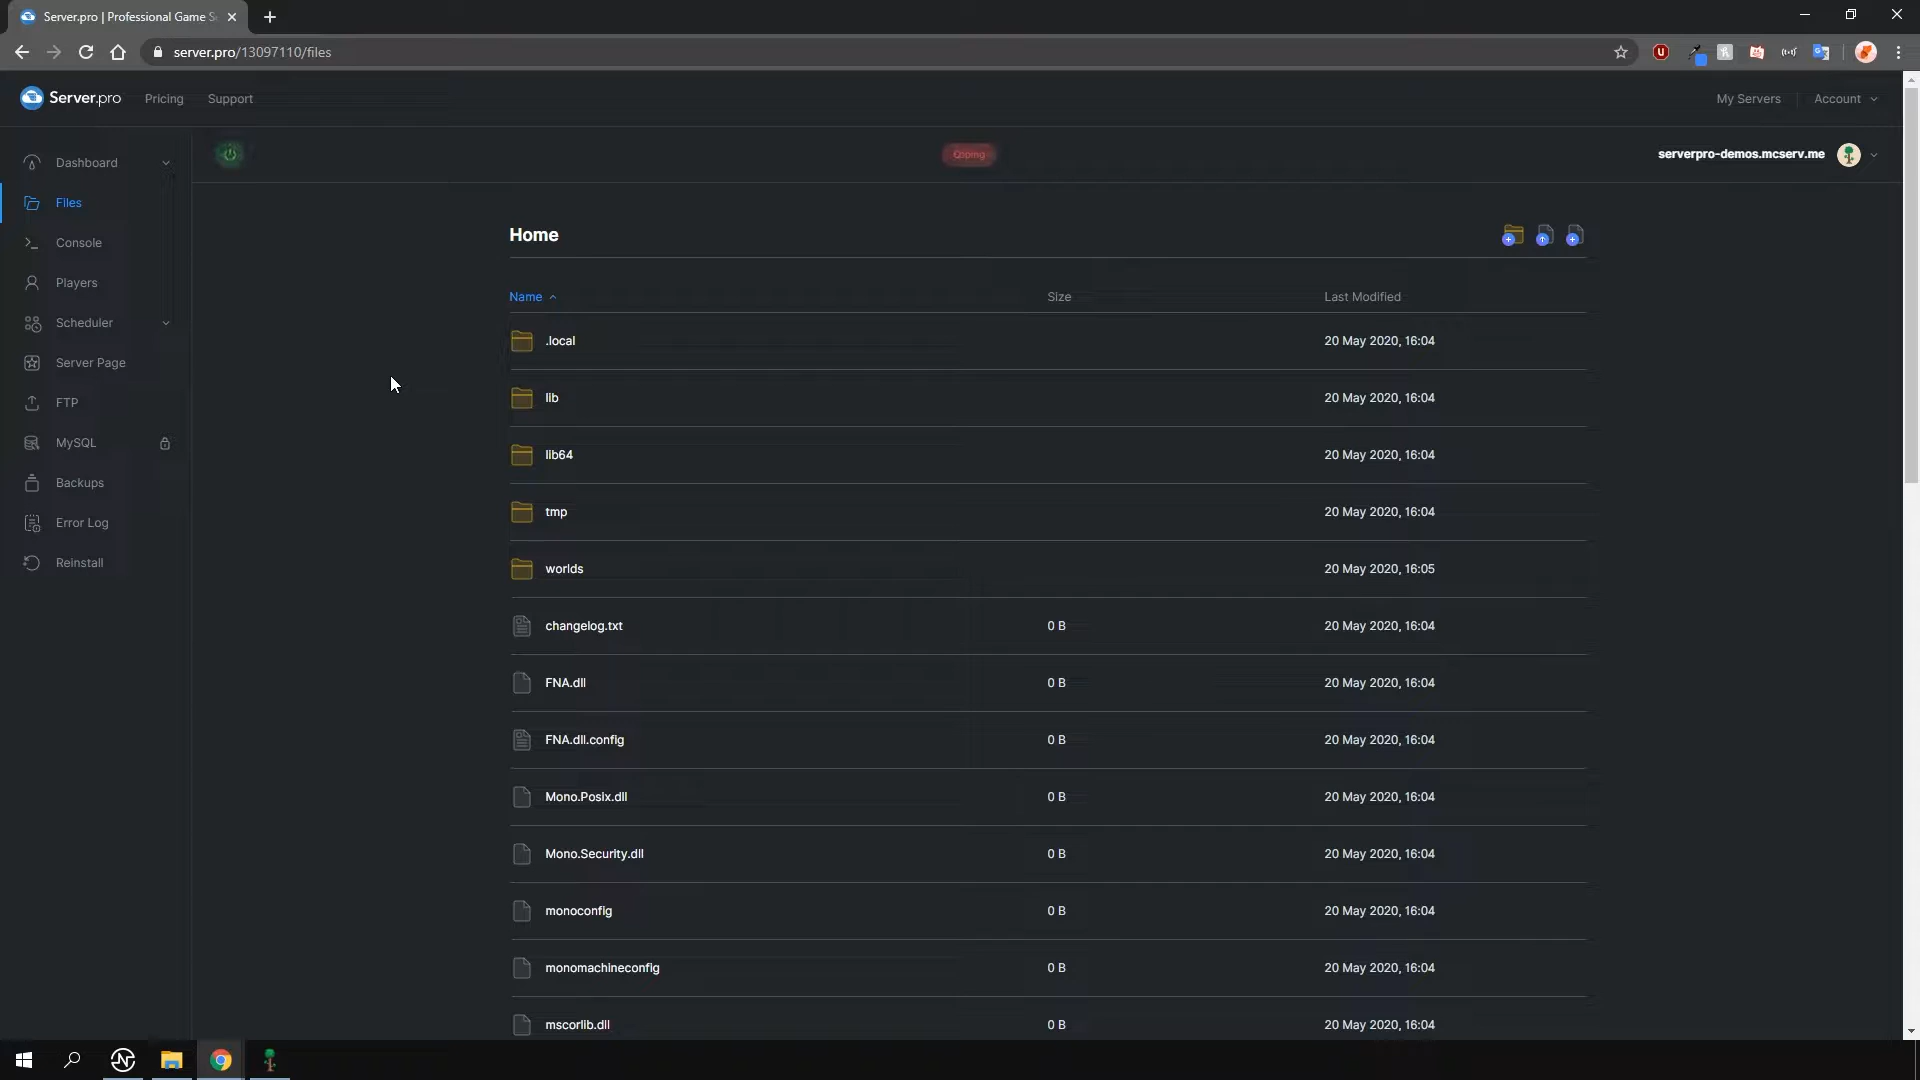 Server.pro | Professional Game S
server.pro/13097110/files
Server.pro Pricing Support My Servers Account
Dashboard
serverpro-demos.mcserv.me
Files
Console
Players
Scheduler
Server Page
FTP
MySQL
Backups
Error Log
Reinstall
Home
Name Size Last Modified
.local 20 May 2020, 16:04
lib 20 May 2020, 16:04
lib64 20 May 2020, 16:04
tmp 20 May 2020, 16:04
worlds 20 May 2020, 16:05
changelog.txt 0 B 20 May 2020, 16:04
FNA.dll 0 B 20 May 2020, 16:04
FNA.dll.config 0 B 20 May 2020, 16:04
Mono.Posix.dll 0 B 20 May 2020, 16:04
Mono.Security.dll 0 B 20 May 2020, 16:04
monoconfig 0 B 20 May 2020, 16:04
monomachineconfig 0 B 20 May 2020, 16:04
mscorlib.dll 0 B 20 May 2020, 16:04